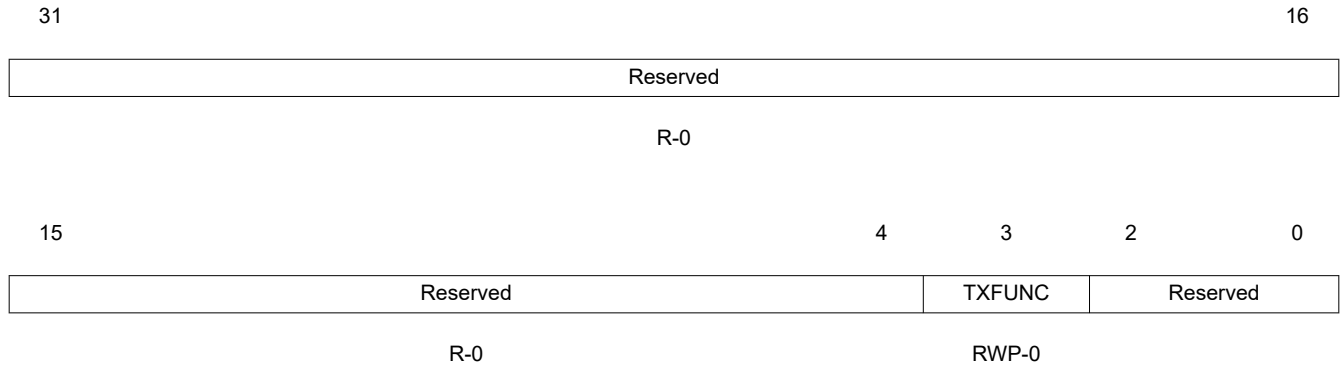 31 16
Reserved
R-0
15 4 3 2 0
Reserved TXFUNC Reserved
R-0 RWP-0